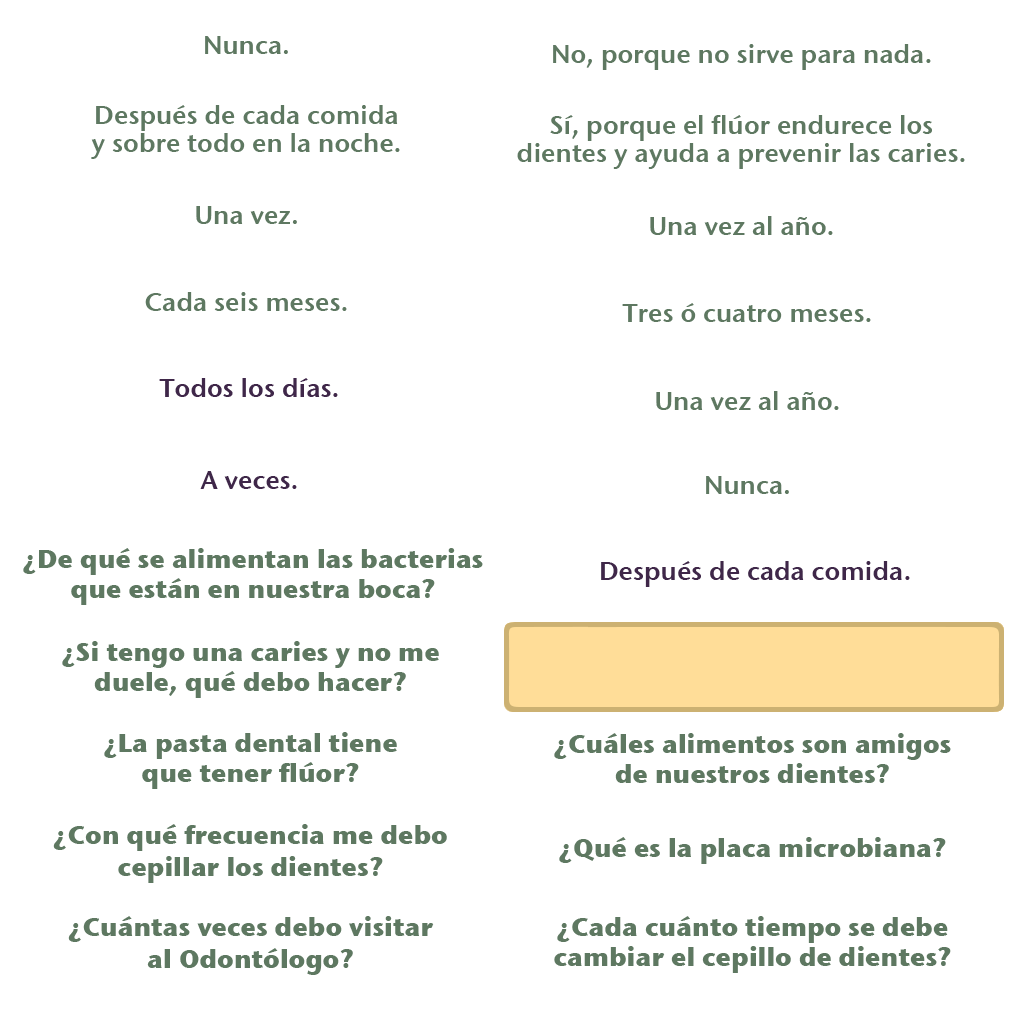 Nunca.
Después de cada comida
y sobre todo en la noche.
Una vez.
Cada seis meses.
Todos los días.
A veces.
¿De qué se alimentan las bacterias
que están en nuestra boca?
¿Si tengo una caries y no me
duele, qué debo hacer?
¿La pasta dental tiene
que tener flúor?
¿Con qué frecuencia me debo
cepillar los dientes?
¿Cuántas veces debo visitar
al Odontólogo?
No, porque no sirve para nada.
Sí, porque el flúor endurece los
dientes y ayuda a prevenir las caries.
Una vez al año.
Tres ó cuatro meses.
Una vez al año.
Nunca.
Después de cada comida.
¿Cuáles alimentos son amigos
de nuestros dientes?
¿Qué es la placa microbiana?
¿Cada cuánto tiempo se debe
cambiar el cepillo de dientes?